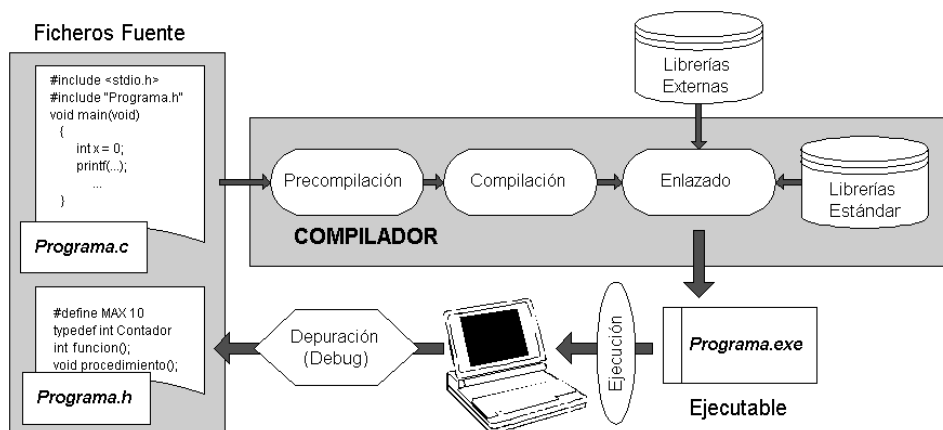 Ficheros Fuente
#include <stdio.h>
#include "Programa.h"
void main(void)
{
int x = 0;
printf(...);
...
}
Programa.c
#define MAX 10
typedef int Contador
int funcion();
void procedimiento();
Programa.h
Librerías
Externas
Precompilación
Compilación
Enlazado
Librerías
Estándar
COMPILADOR
Depuración
(Debug)
Ejecución
Programa.exe
Ejecutable